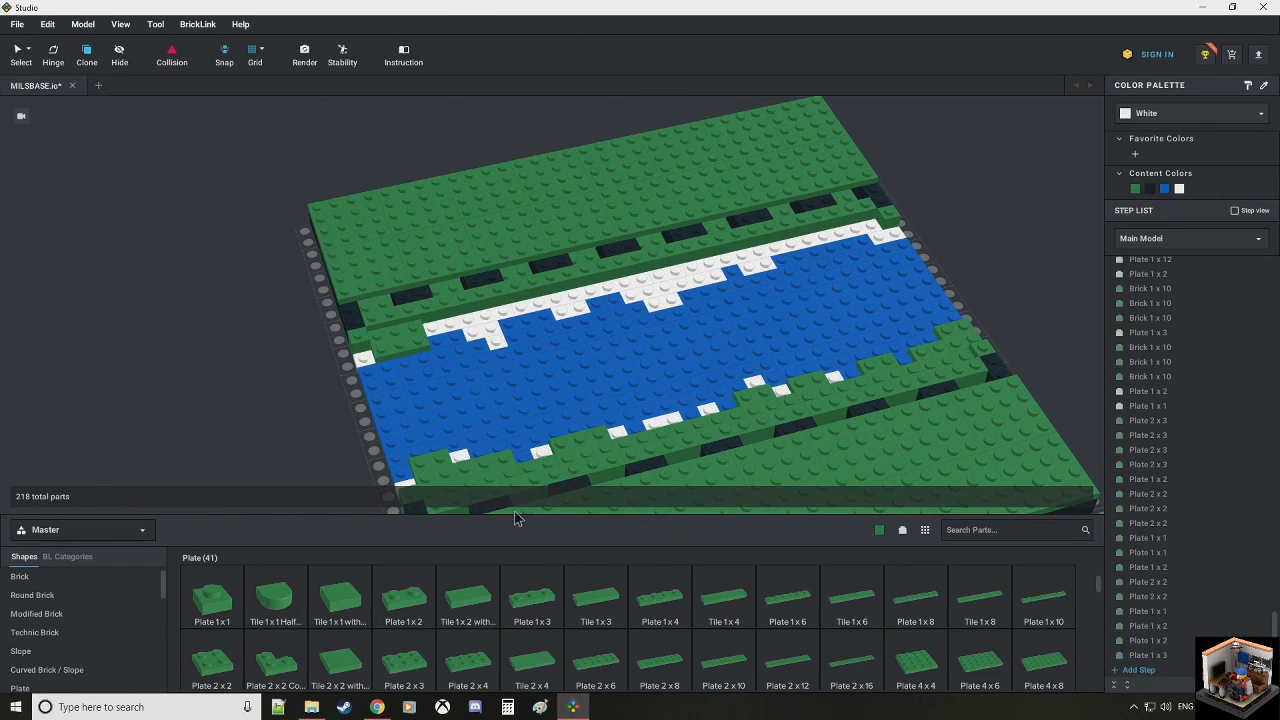 Studio
File Edit Model View Tool BrickLink Help
Select Hinge Clone Hide Collision Snap Grid Render Stability Instruction SIGN IN
MILSBASE.io*
COLOR PALETTE
White
Favorite Colors
Content Colors
STEP LIST Step view
Main Model
Plate 1 x 12
Plate 1 x 2
Brick 1 x 10
Brick 1 x 10
Brick 1 x 10
Plate 1 x 3
Brick 1 x 10
Brick 1 x 10
Brick 1 x 10
Plate 1 x 2
Plate 1 x 1
Plate 2 x 3
Plate 2 x 3
Plate 2 x 3
Plate 2 x 3
Plate 1 x 2
Plate 2 x 2
Plate 2 x 2
Plate 2 x 2
Plate 1 x 1
Plate 1 x 1
Plate 1 x 2
Plate 2 x 2
Plate 2 x 2
Plate 1 x 1
Plate 1 x 2
Plate 1 x 2
Plate 1 x 3
Add Step
218 total parts
Master
Search Parts...
Shapes BL Categories
Brick
Round Brick
Modified Brick
Technic Brick
Slope
Curved Brick / Slope
Plate
Plate (41)
Plate 1 x 1 Tile 1 x 1 Half... Tile 1 x 1 with... Plate 1 x 2 Tile 1 x 2 with... Plate 1 x 3 Tile 1 x 3 Plate 1 x 4 Tile 1 x 4 Plate 1 x 6 Tile 1 x 6 Plate 1 x 8 Tile 1 x 8 Plate 1 x 10
Plate 2 x 2 Plate 2 x 2 Co... Tile 2 x 2 with... Plate 2 x 3 Plate 2 x 4 Tile 2 x 4 Plate 2 x 6 Plate 2 x 8 Plate 2 x 10 Plate 2 x 12 Plate 2 x 16 Plate 4 x 4 Plate 4 x 6 Plate 4 x 8
Type here to search
ENG